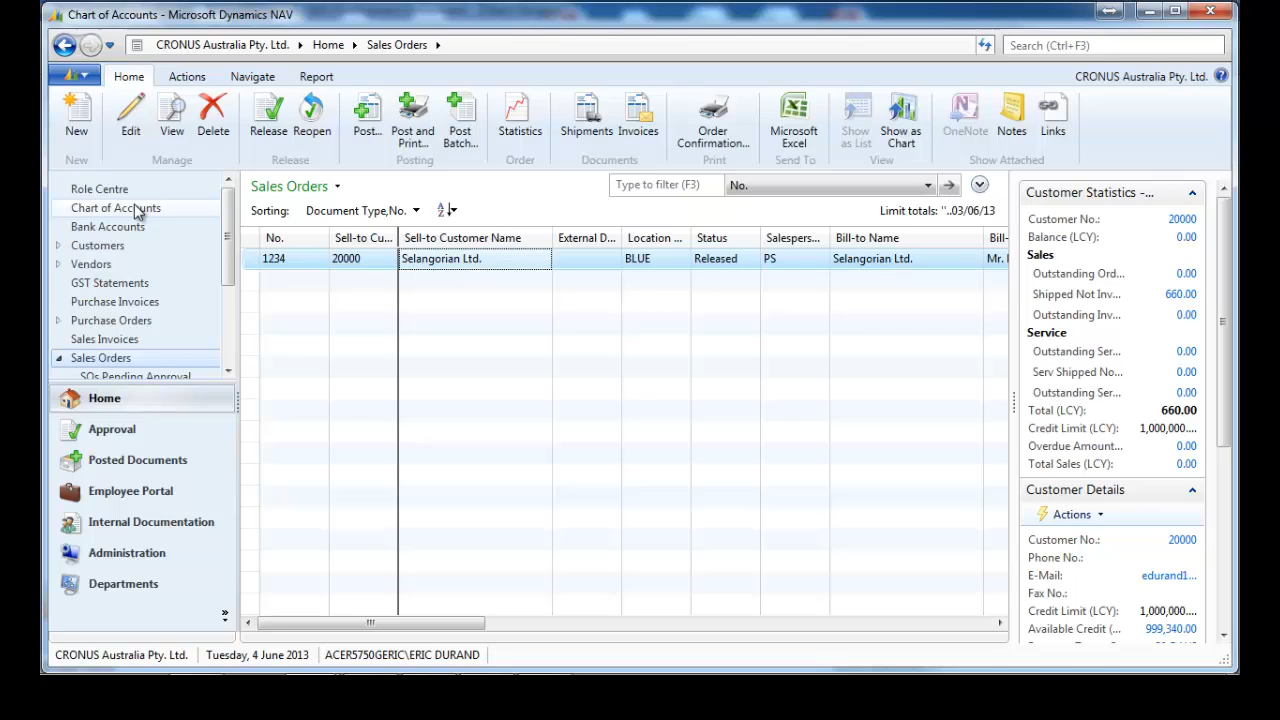 Chart of Accounts - Microsoft Dynamics NAV
CRONUS Australia Pty. Ltd. Home Sales Orders
Search (Ctrl+F3)
Home Actions Navigate Report
CRONUS Australia Pty. Ltd.
New Edit View Delete Release Reopen Post... Post and Print... Post Batch... Statistics Shipments Invoices Order Confirmation... Microsoft Excel Show as List Show as Chart OneNote Notes Links
New Manage Release Posting Order Documents Print Send To View Show Attached
Role Centre
Chart of Accounts
Bank Accounts
Customers
Vendors
GST Statements
Purchase Invoices
Purchase Orders
Sales Invoices
Sales Orders
SOs Pending Approval
Home
Approval
Posted Documents
Employee Portal
Internal Documentation
Administration
Departments
Sales Orders
Type to filter (F3) No.
Sorting: Document Type,No.
Limit totals: ''..03/06/13
No. Sell-to Cu... Sell-to Customer Name External D... Location ... Status Salespers... Bill-to Name Bill-
1234 20000 Selangorian Ltd. BLUE Released PS Selangorian Ltd. Mr.
Customer Statistics -...
Customer No.: 20000
Balance (LCY): 0.00
Sales
Outstanding Ord... 0.00
Shipped Not Inv... 660.00
Outstanding Inv... 0.00
Service
Outstanding Ser... 0.00
Serv Shipped No... 0.00
Outstanding Ser... 0.00
Total (LCY): 660.00
Credit Limit (LCY): 1,000,000....
Overdue Amount... 0.00
Total Sales (LCY): 0.00
Customer Details
Actions
Customer No.: 20000
Phone No.:
E-Mail: edurand1...
Fax No.:
Credit Limit (LCY): 1,000,000....
Available Credit (... 999,340.00
CRONUS Australia Pty. Ltd. Tuesday, 4 June 2013 ACER5750GERIC\ERIC DURAND